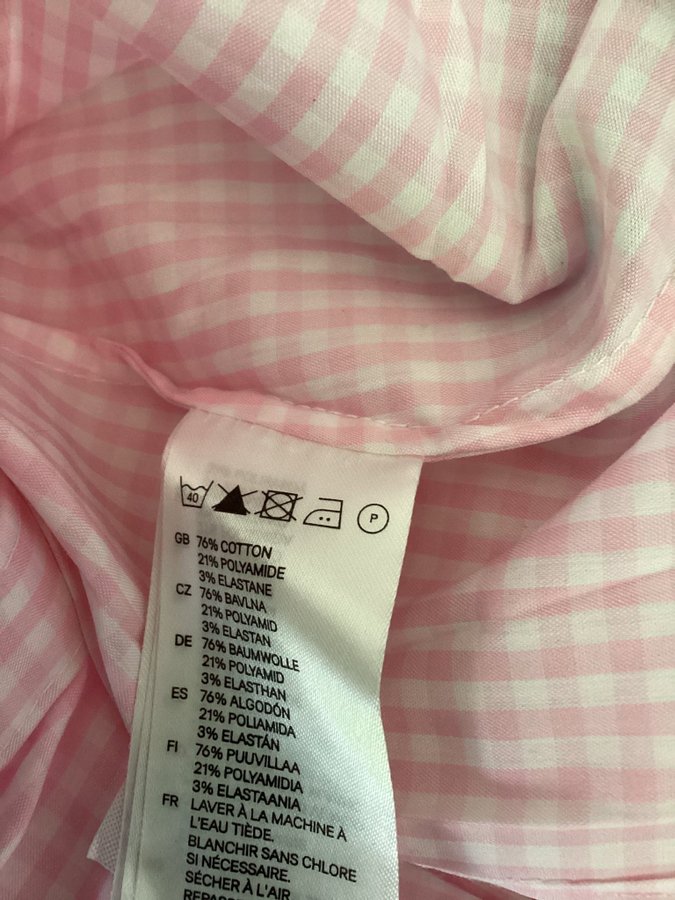 40
P
GB 76% COTTON
21% POLYAMIDE
3% ELASTANE
CZ 76% BAVLNA
21% POLYAMID
3% ELASTAN
DE 76% BAUMWOLLE
21% POLYAMID
3% ELASTHAN
ES 76% ALGODÓN
21% POLIAMIDA
3% ELASTÁN
FI 76% PUUVILLAA
21% POLYAMIDIA
3% ELASTAANIA
FR LAVER À LA MACHINE À
L'EAU TIÈDE.
BLANCHIR SANS CHLORE
SI NÉCESSAIRE.
SÉCHER À L'AIR